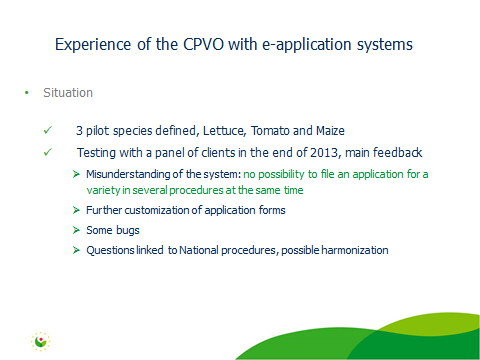 Experience of the CPVO with e-application systems
• Situation
✓ 3 pilot species defined, Lettuce, Tomato and Maize
✓ Testing with a panel of clients in the end of 2013, main feedback
➢ Misunderstanding of the system: no possibility to file an application for a
variety in several procedures at the same time
➢ Further customization of application forms
➢ Some bugs
➢ Questions linked to National procedures, possible harmonization